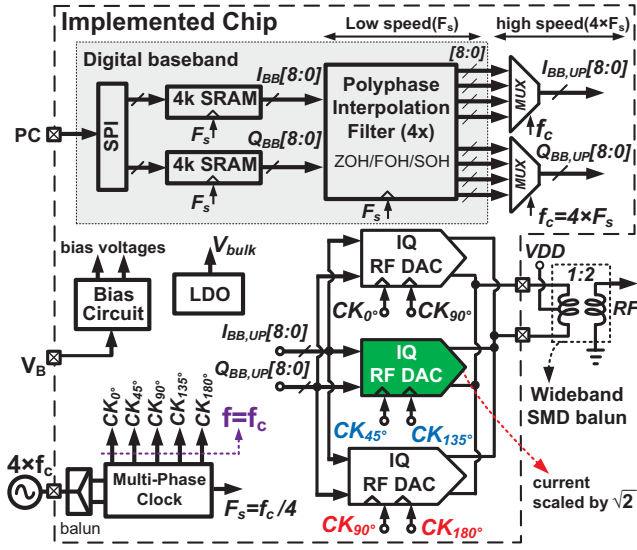 Implemented Chip
Low speed(Fs)
high speed(4×Fs)
Digital baseband
[8:0]
IBB[8:0]
IBB,UP[8:0]
4k SRAM
Fs
Polyphase
Interpolation
Filter (4x)
ZOH/FOH/SOH
Fs
MUX
fc
PC
SPI
QBB[8:0]
QBB,UP[8:0]
4k SRAM
Fs
MUX
fc=4×Fs
bias voltages
Vbulk
Bias
Circuit
LDO
VB
IQ
RF DAC
CK0°
CK90°
VDD
1:2
RF
IBB,UP[8:0]
QBB,UP[8:0]
IQ
RF DAC
CK45°
CK135°
Wideband
SMD balun
CK0°
CK45°
CK90°
CK135°
CK180°
f=fc
4×fc
balun
Multi-Phase
Clock
Fs=fc/4
IQ
RF DAC
CK90°
CK180°
current
scaled by √2